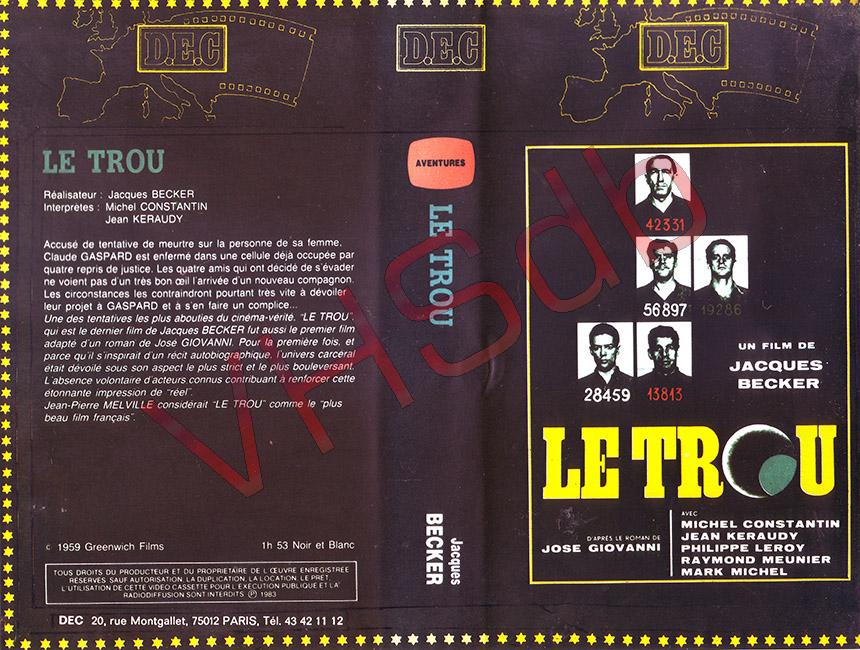 D.E.C
LE TROU
Réalisateur : Jacques BECKER
Interprètes : Michel CONSTANTIN
Jean KERAUDY
Accusé de tentative de meurtre sur la personne de sa femme.
Claude GASPARD est enfermé dans une cellule déjà occupée par
quatre repris de justice. Les quatre amis qui ont décidé de s'évader
ne voient pas d'un très bon œil l'arrivée d'un nouveau compagnon.
Les circonstances les contraindront pourtant très vite à dévoiler
leur projet à GASPARD et à s'en faire un complice...
Une des tentatives les plus abouties du cinéma-vérité. "LE TROU",
qui est le dernier film de Jacques BECKER fut aussi le premier film
adapté d'un roman de José GIOVANNI. Pour la première fois, et
parce qu'il s'inspirait d'un récit autobiographique, l'univers carcéral
était dévoilé sous son aspect le plus strict et le plus bouleversant.
L'absence volontaire d'acteurs connus contribuant à renforcer cette
étonnante impression de "réel".
Jean-Pierre MELVILLE considérait "LE TROU" comme le "plus
beau film français".
c 1959 Greenwich Films 1h 53 Noir et Blanc
TOUS DROITS DU PRODUCTEUR ET DU PROPRIETAIRE DE L'ŒUVRE ENREGISTREE
RESERVES SAUF AUTORISATION, LA DUPLICATION, LA LOCATION, LE PRET,
L'UTILISATION DE CETTE VIDEO CASSETTE POUR L'EXECUTION PUBLIQUE ET LA
RADIODIFFUSION SONT INTERDITS ℗ 1983
DEC 20, rue Montgallet, 75012 PARIS, Tél. 43 42 11 12
D.E.C
AVENTURES
LE TROU
Jacques
BECKER
D.E.C
42331
56897 19286
28459 13813
UN FILM DE
JACQUES
BECKER
LE TROU
D'APRÈS LE ROMAN DE
JOSE GIOVANNI
AVEC
MICHEL CONSTANTIN
JEAN KERAUDY
PHILIPPE LEROY
RAYMOND MEUNIER
MARK MICHEL
VHSdb